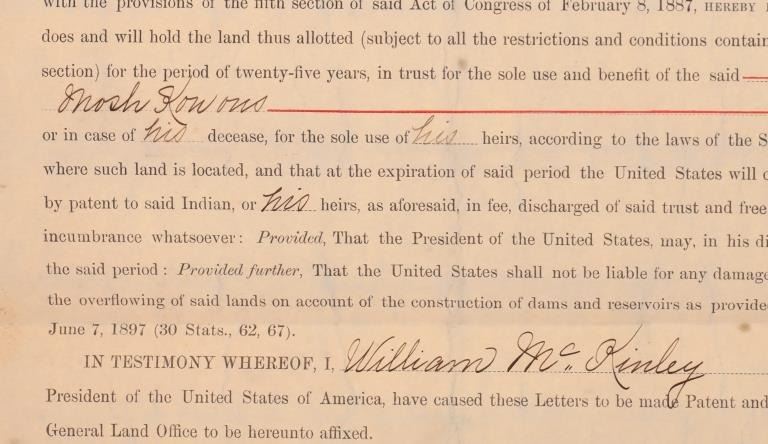 with the provisions of the fifth section of said Act of Congress of February 8, 1887, HEREBY
does and will hold the land thus allotted (subject to all the restrictions and conditions contain
section) for the period of twenty-five years, in trust for the sole use and benefit of the said
Mosh Kow ons
or in case of his decease, for the sole use of his heirs, according to the laws of the S
where such land is located, and that at the expiration of said period the United States will c
by patent to said Indian, or his heirs, as aforesaid, in fee, discharged of said trust and free
incumbrance whatsoever: Provided, That the President of the United States, may, in his di
the said period: Provided further, That the United States shall not be liable for any damage
the overflowing of said lands on account of the construction of dams and reservoirs as provide
June 7, 1897 (30 Stats., 62, 67).
IN TESTIMONY WHEREOF, I, William Mc. Kinley
President of the United States of America, have caused these Letters to be made Patent and
General Land Office to be hereunto affixed.